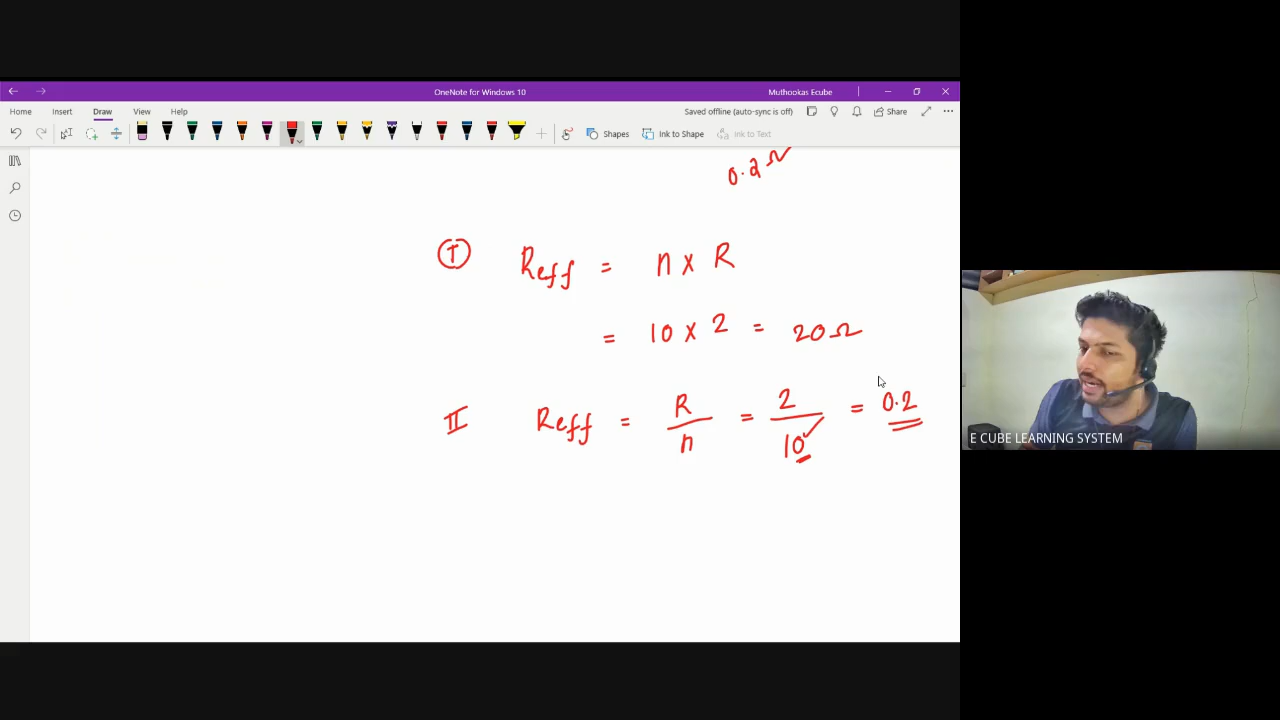 OneNote for Windows 10
Muthookas Ecube
Home Insert Draw View Help
Saved offline (auto-sync is off)
Share
Shapes
Ink to Shape
Ink to Text
0.2 Ω
I Reff = n x R
= 10 x 2 = 20 Ω
II Reff = R/n = 2/10 = 0.2
E CUBE LEARNING SYSTEM